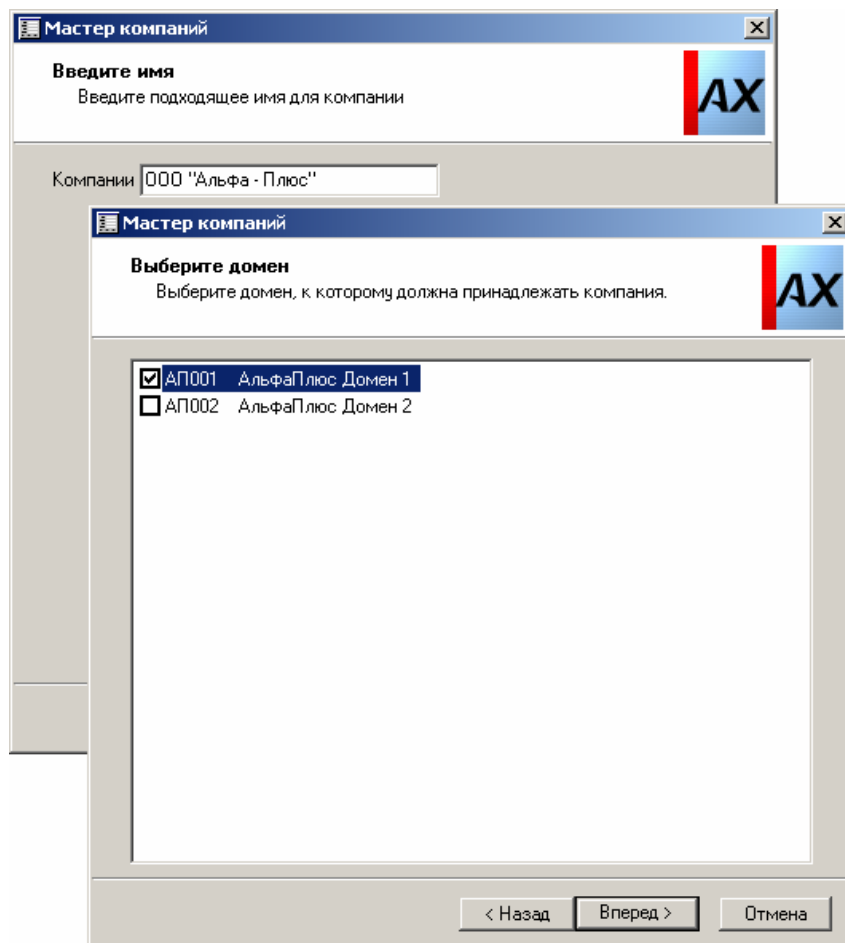 Мастер компаний
Введите имя
Введите подходящее имя для компании
AX
Компании ООО "Альфа - Плюс"
Мастер компаний
Выберите домен
Выберите домен, к которому должна принадлежать компания.
AX
АП001 АльфаПлюс Домен 1
АП002 АльфаПлюс Домен 2
< Назад Вперед > Отмена